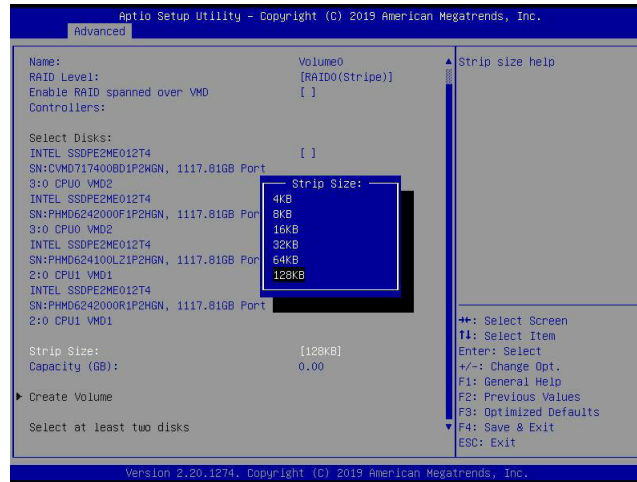 Aptio Setup Utility – Copyright (C) 2019 American Megatrends, Inc.
Advanced
Name: Volume0
RAID Level: [RAID0(Stripe)]
Enable RAID spanned over VMD [ ]
Controllers:
Select Disks:
INTEL SSDPE2ME012T4 [ ]
SN:CVMD717400BD1P2WGN, 1117.81GB Port
3:0 CPU0 VMD2
INTEL SSDPE2ME012T4
SN:PHMD6242000F1P2HGN, 1117.81GB Por
3:0 CPU0 VMD2
INTEL SSDPE2ME012T4
SN:PHMD624100LZ1P2HGN, 1117.81GB Por
2:0 CPU1 VMD1
INTEL SSDPE2ME012T4
SN:PHMD6242000R1P2HGN, 1117.81GB Port
2:0 CPU1 VMD1
Strip Size: [128KB]
Capacity (GB): 0.00
Create Volume
Select at least two disks
Strip Size:
4KB
8KB
16KB
32KB
64KB
128KB
Strip size help
→←: Select Screen
↑↓: Select Item
Enter: Select
+/-: Change Opt.
F1: General Help
F2: Previous Values
F3: Optimized Defaults
F4: Save & Exit
ESC: Exit
Version 2.20.1274. Copyright (C) 2019 American Megatrends, Inc.